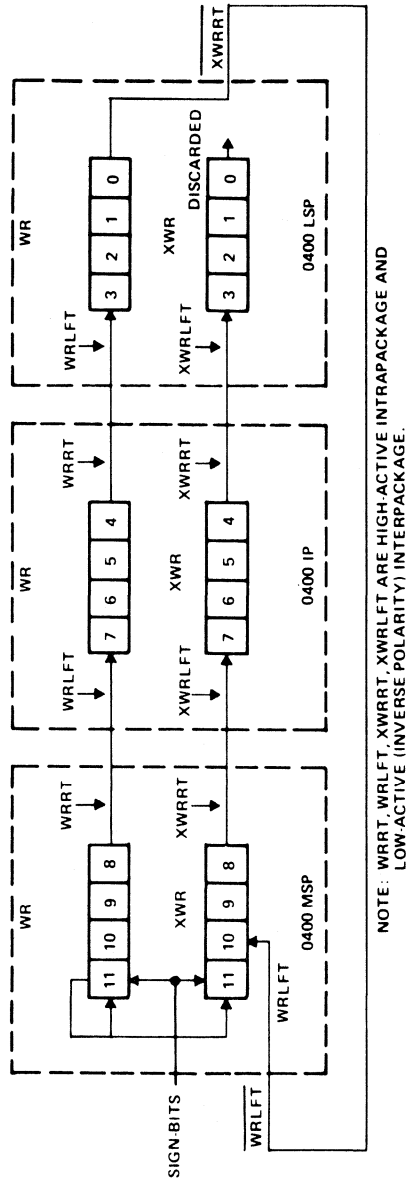 WR
WR
WR
WRRT
WRLFT
WRRT
WRLFT
11 10 9 8
7 6 5 4
3 2 1 0
XWRRT
XWR
XWR
XWR
SIGN-BITS
XWRRT
XWRLFT
XWRRT
XWRLFT
DISCARDED
11 10 9 8
7 6 5 4
3 2 1 0
WRLFT
WRLFT
0400 MSP
0400 IP
0400 LSP
NOTE: WRRT, WRLFT, XWRRT, XWRLFT ARE HIGH-ACTIVE INTRAPACKAGE AND
LOW-ACTIVE (INVERSE POLARITY) INTERPACKAGE.